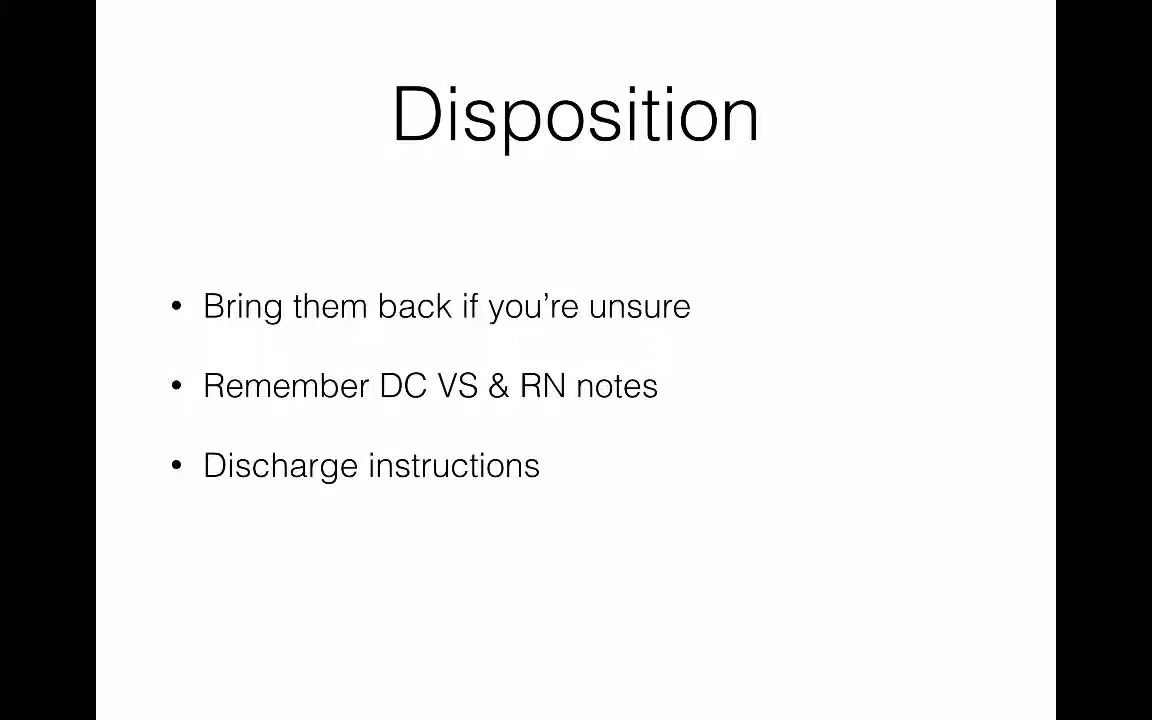 Disposition
• Bring them back if you’re unsure
• Remember DC VS & RN notes
• Discharge instructions